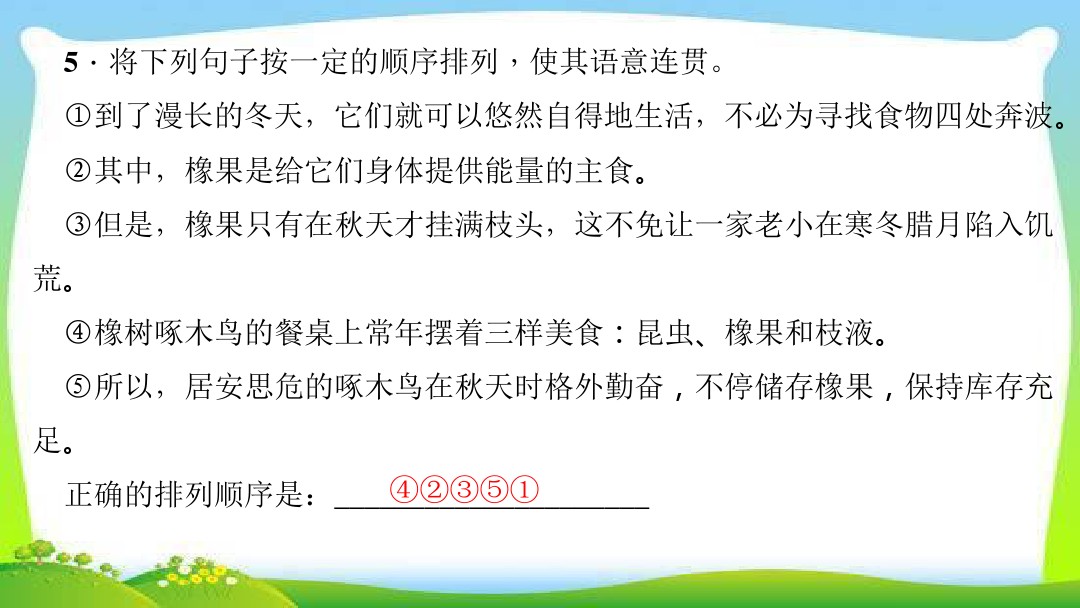 5．将下列句子按一定的顺序排列，使其语意连贯。
①到了漫长的冬天，它们就可以悠然自得地生活，不必为寻找食物四处奔波。
②其中，橡果是给它们身体提供能量的主食。
③但是，橡果只有在秋天才挂满枝头，这不免让一家老小在寒冬腊月陷入饥
荒。
④橡树啄木鸟的餐桌上常年摆着三样美食：昆虫、橡果和枝液。
⑤所以，居安思危的啄木鸟在秋天时格外勤奋，不停储存橡果，保持库存充
足。
正确的排列顺序是：④②③⑤①